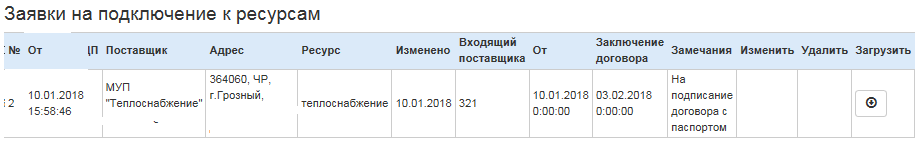 Заявки на подключение к ресурсам
№ От ЦП Поставщик Адрес Ресурс Изменено Входящий поставщика От Заключение договора Замечания Изменить Удалить Загрузить
2 10.01.2018 15:58:46 МУП "Теплоснабжение" 364060, ЧР, г.Грозный, теплоснабжение 10.01.2018 321 10.01.2018 0:00:00 03.02.2018 0:00:00 На подписание договора с паспортом